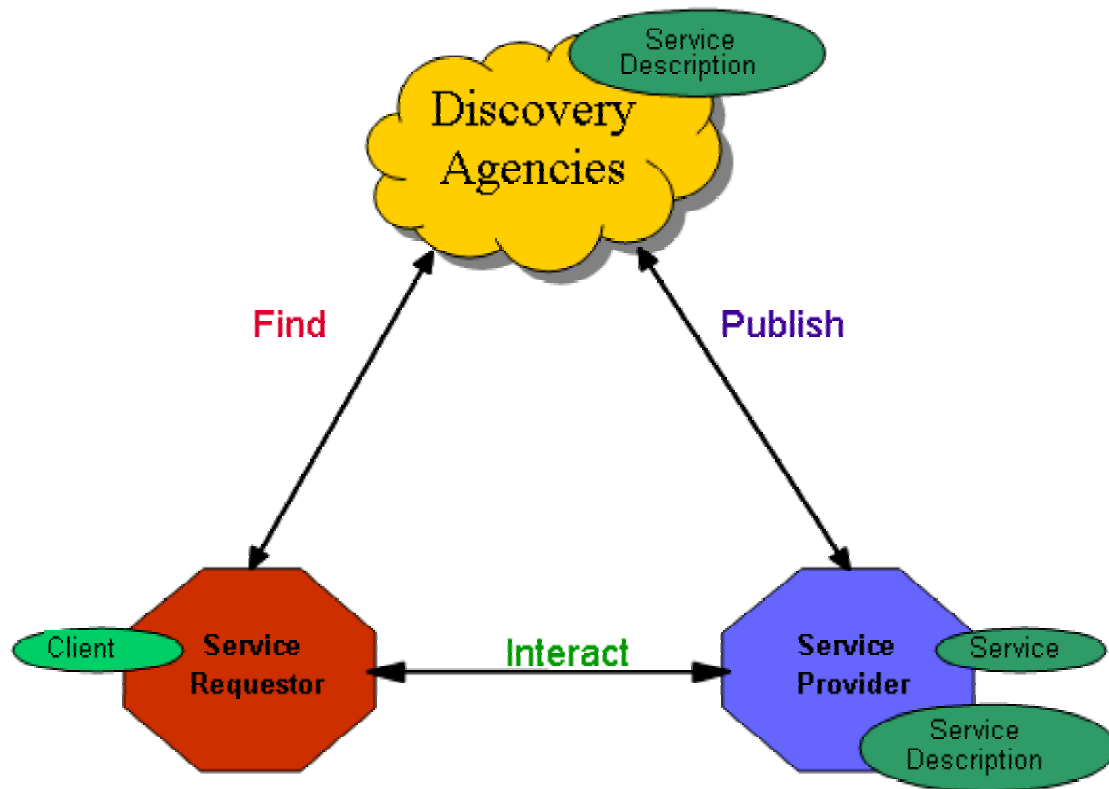 Service
Description
Discovery
Agencies
Find
Publish
Client
Service
Requestor
Interact
Service
Provider
Service
Service
Description